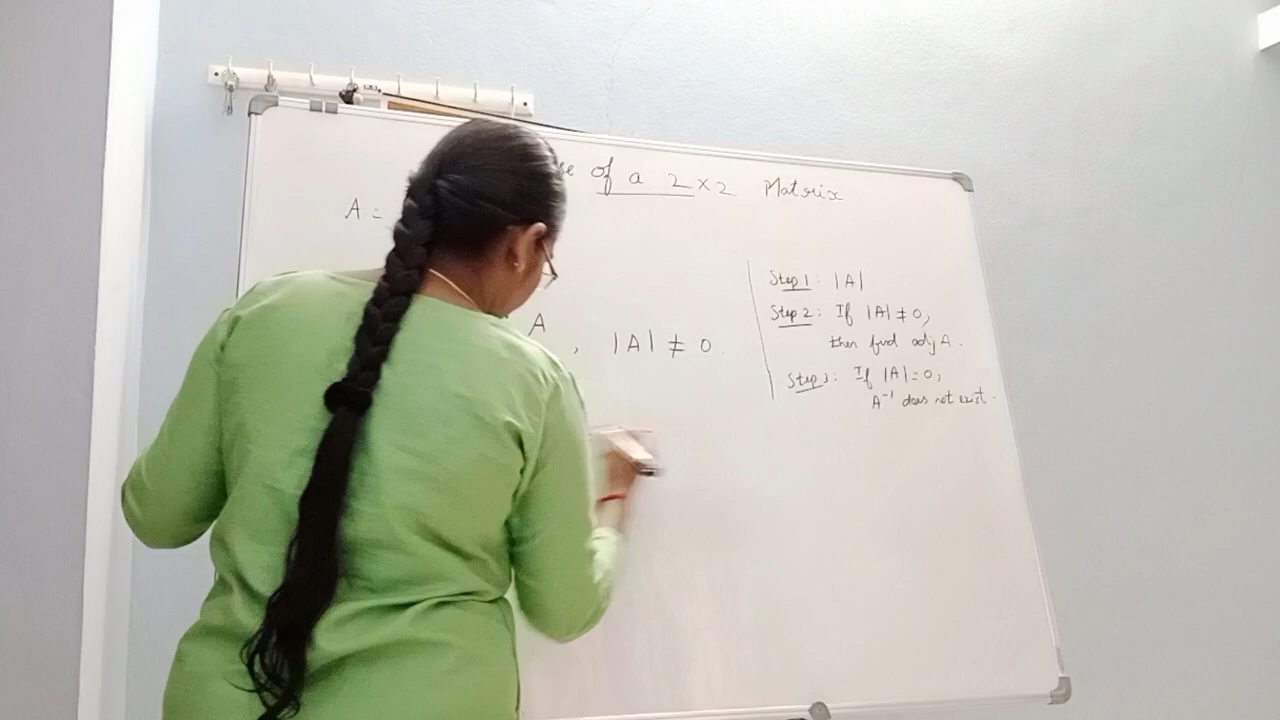 of a 2×2 Matrix
A =
A
, |A| ≠ 0
Step 1: |A|
Step 2: If |A| ≠ 0,
then find adj A.
Step 3: If |A| = 0,
A⁻¹ does not exist.